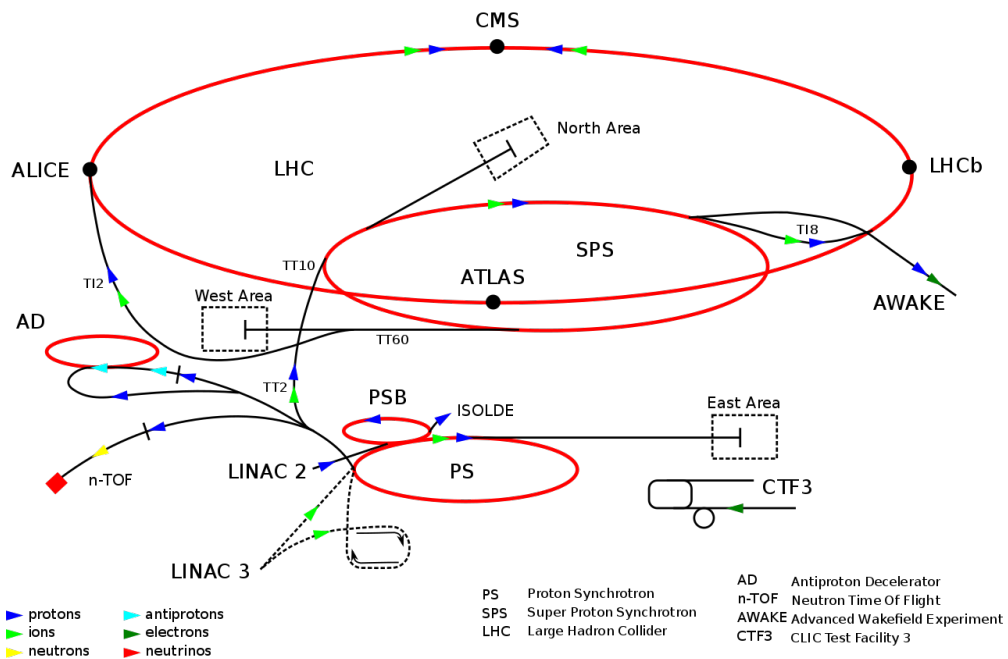 CMS
North Area
ALICE
LHC
LHCb
SPS
TI8
TT10
TI2
West Area
ATLAS
AWAKE
AD
TT60
TT2
PSB
ISOLDE
East Area
n-TOF
LINAC 2
PS
CTF3
LINAC 3
protons
ions
neutrons
antiprotons
electrons
neutrinos
PS Proton Synchrotron
SPS Super Proton Synchrotron
LHC Large Hadron Collider
AD Antiproton Decelerator
n-TOF Neutron Time Of Flight
AWAKE Advanced Wakefield Experiment
CTF3 CLIC Test Facility 3